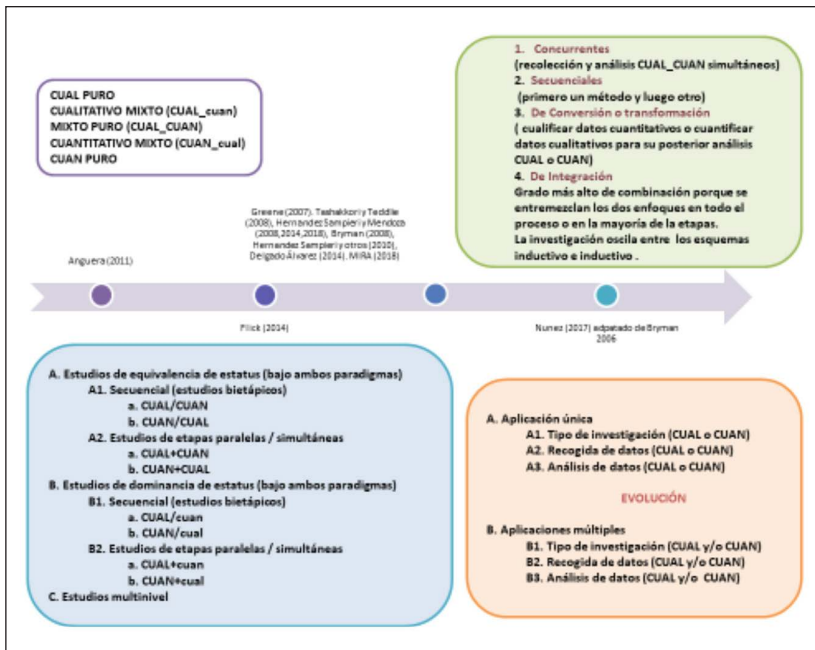 CUAL PURO
CUALITATIVO MIXTO (CUAL_cuan)
MIXTO PURO (CUAL_CUAN)
CUANTITATIVO MIXTO (CUAN_cual)
CUAN PURO
1. Concurrentes
(recolección y análisis CUAL_CUAN simultáneos)
2. Secuenciales
(primero un método y luego otro)
3. De Conversión o transformación
( cualificar datos cuantitativos o cuantificar
datos cualitativos para su posterior análisis
CUAL o CUAN)
4. De Integración
Grado más alto de combinación porque se
entremezclan los dos enfoques en todo el
proceso o en la mayoría de la etapas.
La investigación oscila entre los esquemas
inductivo e inductivo .
Anguera (2011)
Greene (2007). Tashakkori y Teddlie
(2008), Hernandez Sampieri y Mendoza
(2008,2014,2018), Bryman (2008),
Hernandez Sampieri y otros (2010),
Delgado Álvarez (2014), MIRA (2018)
Flick (2014)
Nunez (2017) adpatado de Bryman
2006
A. Estudios de equivalencia de estatus (bajo ambos paradigmas)
A1. Secuencial (estudios bietápicos)
a. CUAL/CUAN
b. CUAN/CUAL
A2. Estudios de etapas paralelas / simultáneas
a. CUAL+CUAN
b. CUAN+CUAL
B. Estudios de dominancia de estatus (bajo ambos paradigmas)
B1. Secuencial (estudios bietápicos)
a. CUAL/cuan
b. CUAN/cual
B2. Estudios de etapas paralelas / simultáneas
a. CUAL+cuan
b. CUAN+cual
C. Estudios multinivel
A. Aplicación única
A1. Tipo de investigación (CUAL o CUAN)
A2. Recogida de datos (CUAL o CUAN)
A3. Análisis de datos (CUAL o CUAN)
EVOLUCIÓN
B. Aplicaciones múltiples
B1. Tipo de investigación (CUAL y/o CUAN)
B2. Recogida de datos (CUAL y/o CUAN)
B3. Análisis de datos (CUAL y/o CUAN)